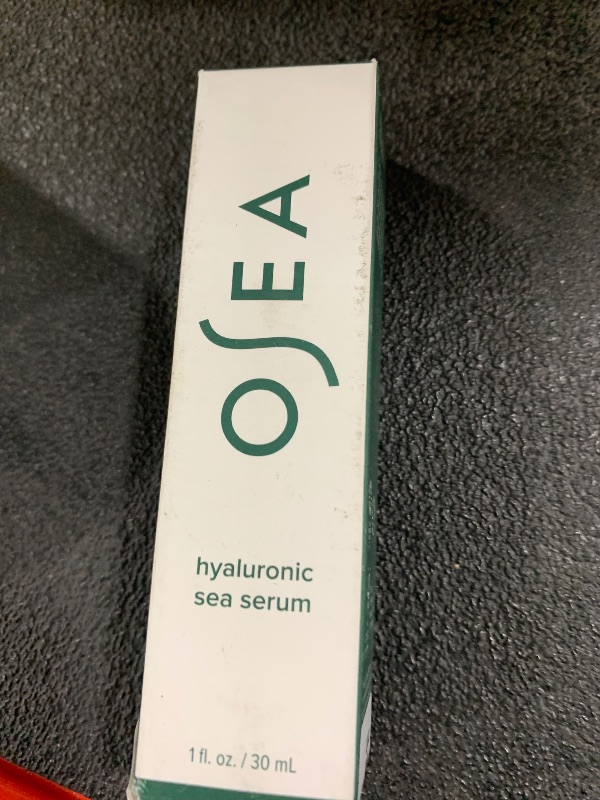 OSEA
hyaluronic
sea serum
1 fl. oz. / 30 mL